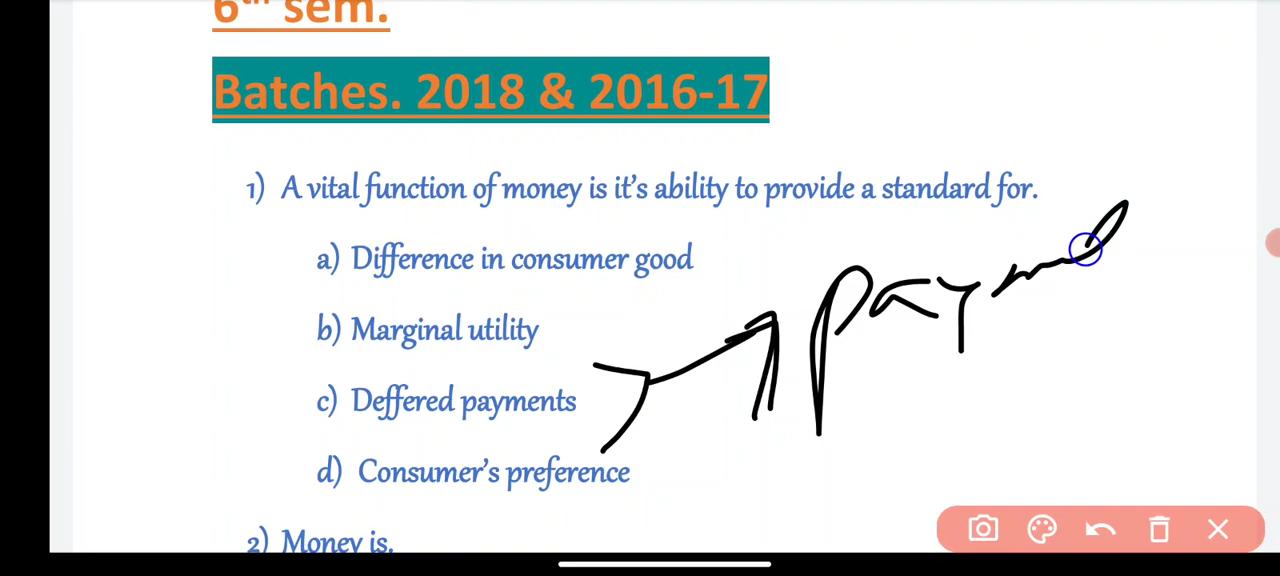 6th sem.
Batches. 2018 & 2016-17
1) A vital function of money is it's ability to provide a standard for.
a) Difference in consumer good
b) Marginal utility
c) Deffered payments
d) Consumer's preference
2) Money is.